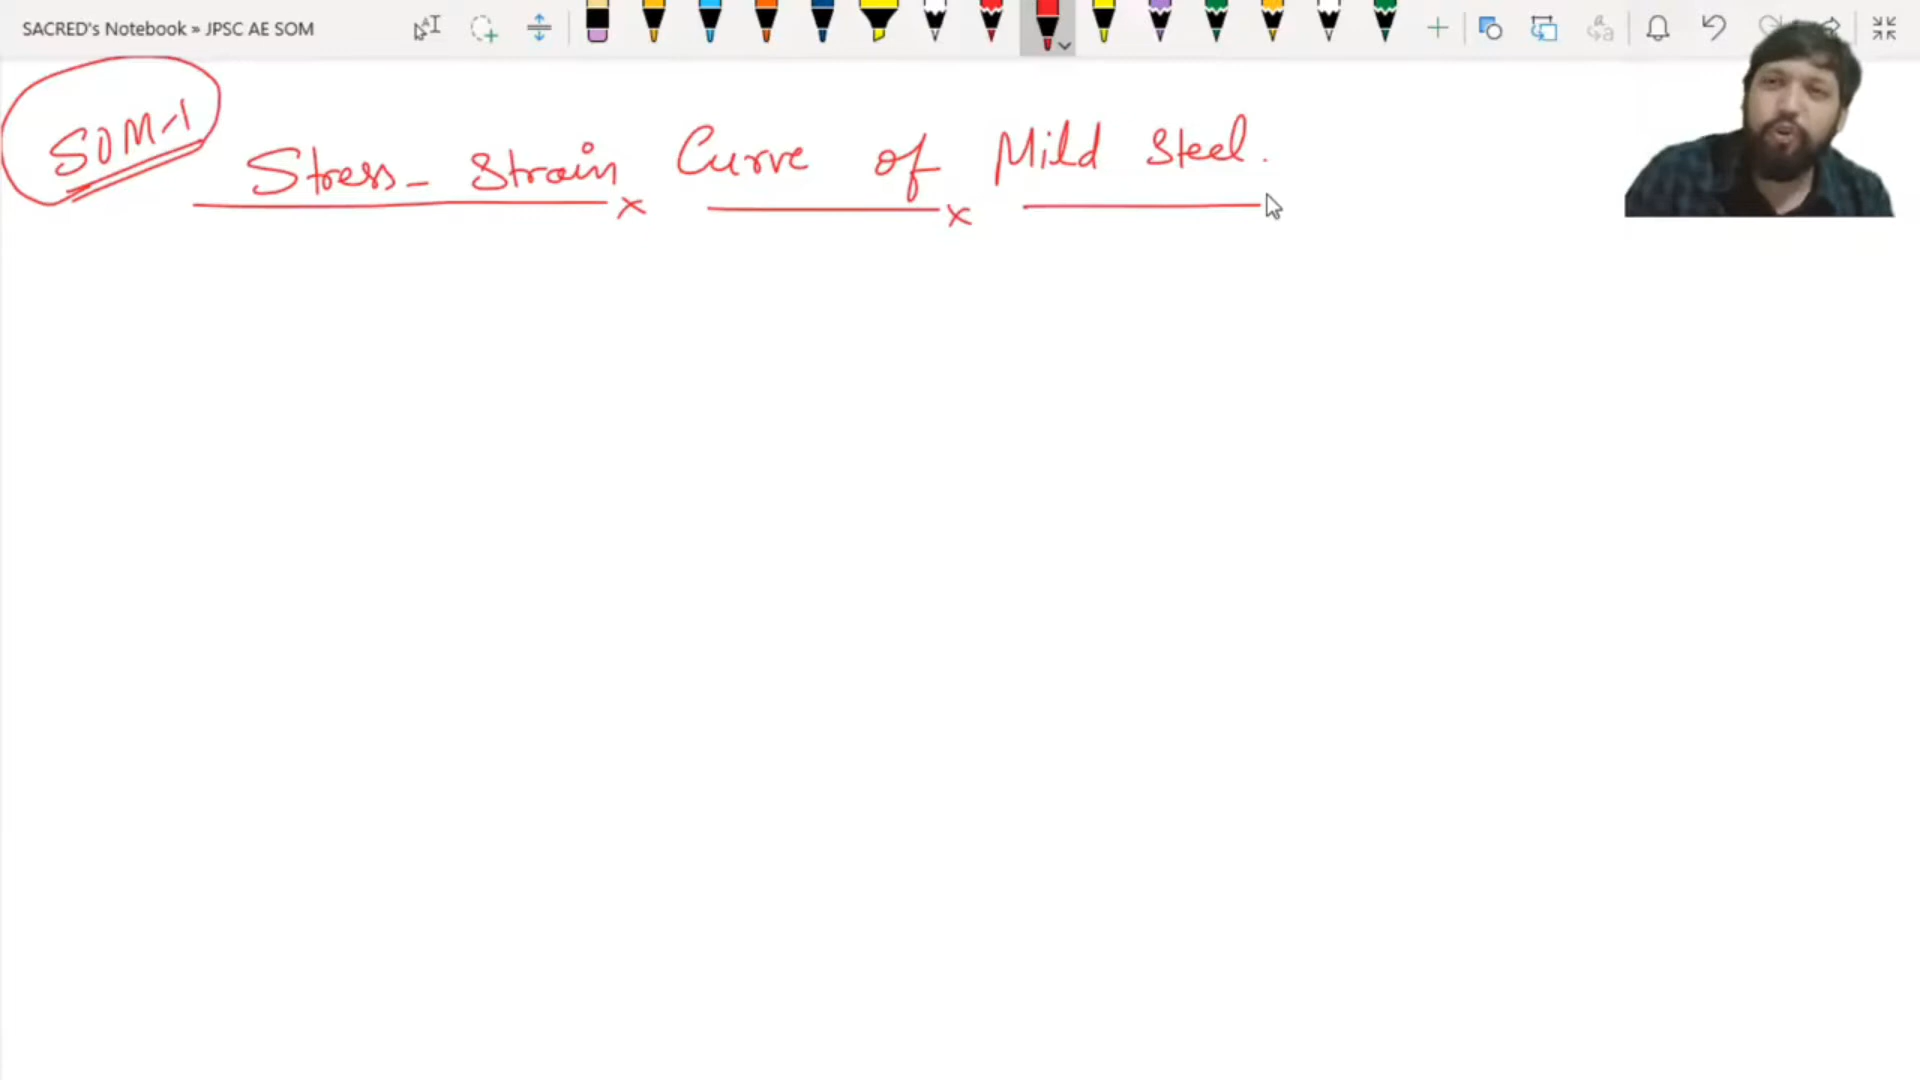 SACRED's Notebook » JPSC AE SOM
SOM-1
Stress - Strain Curve of Mild Steel.